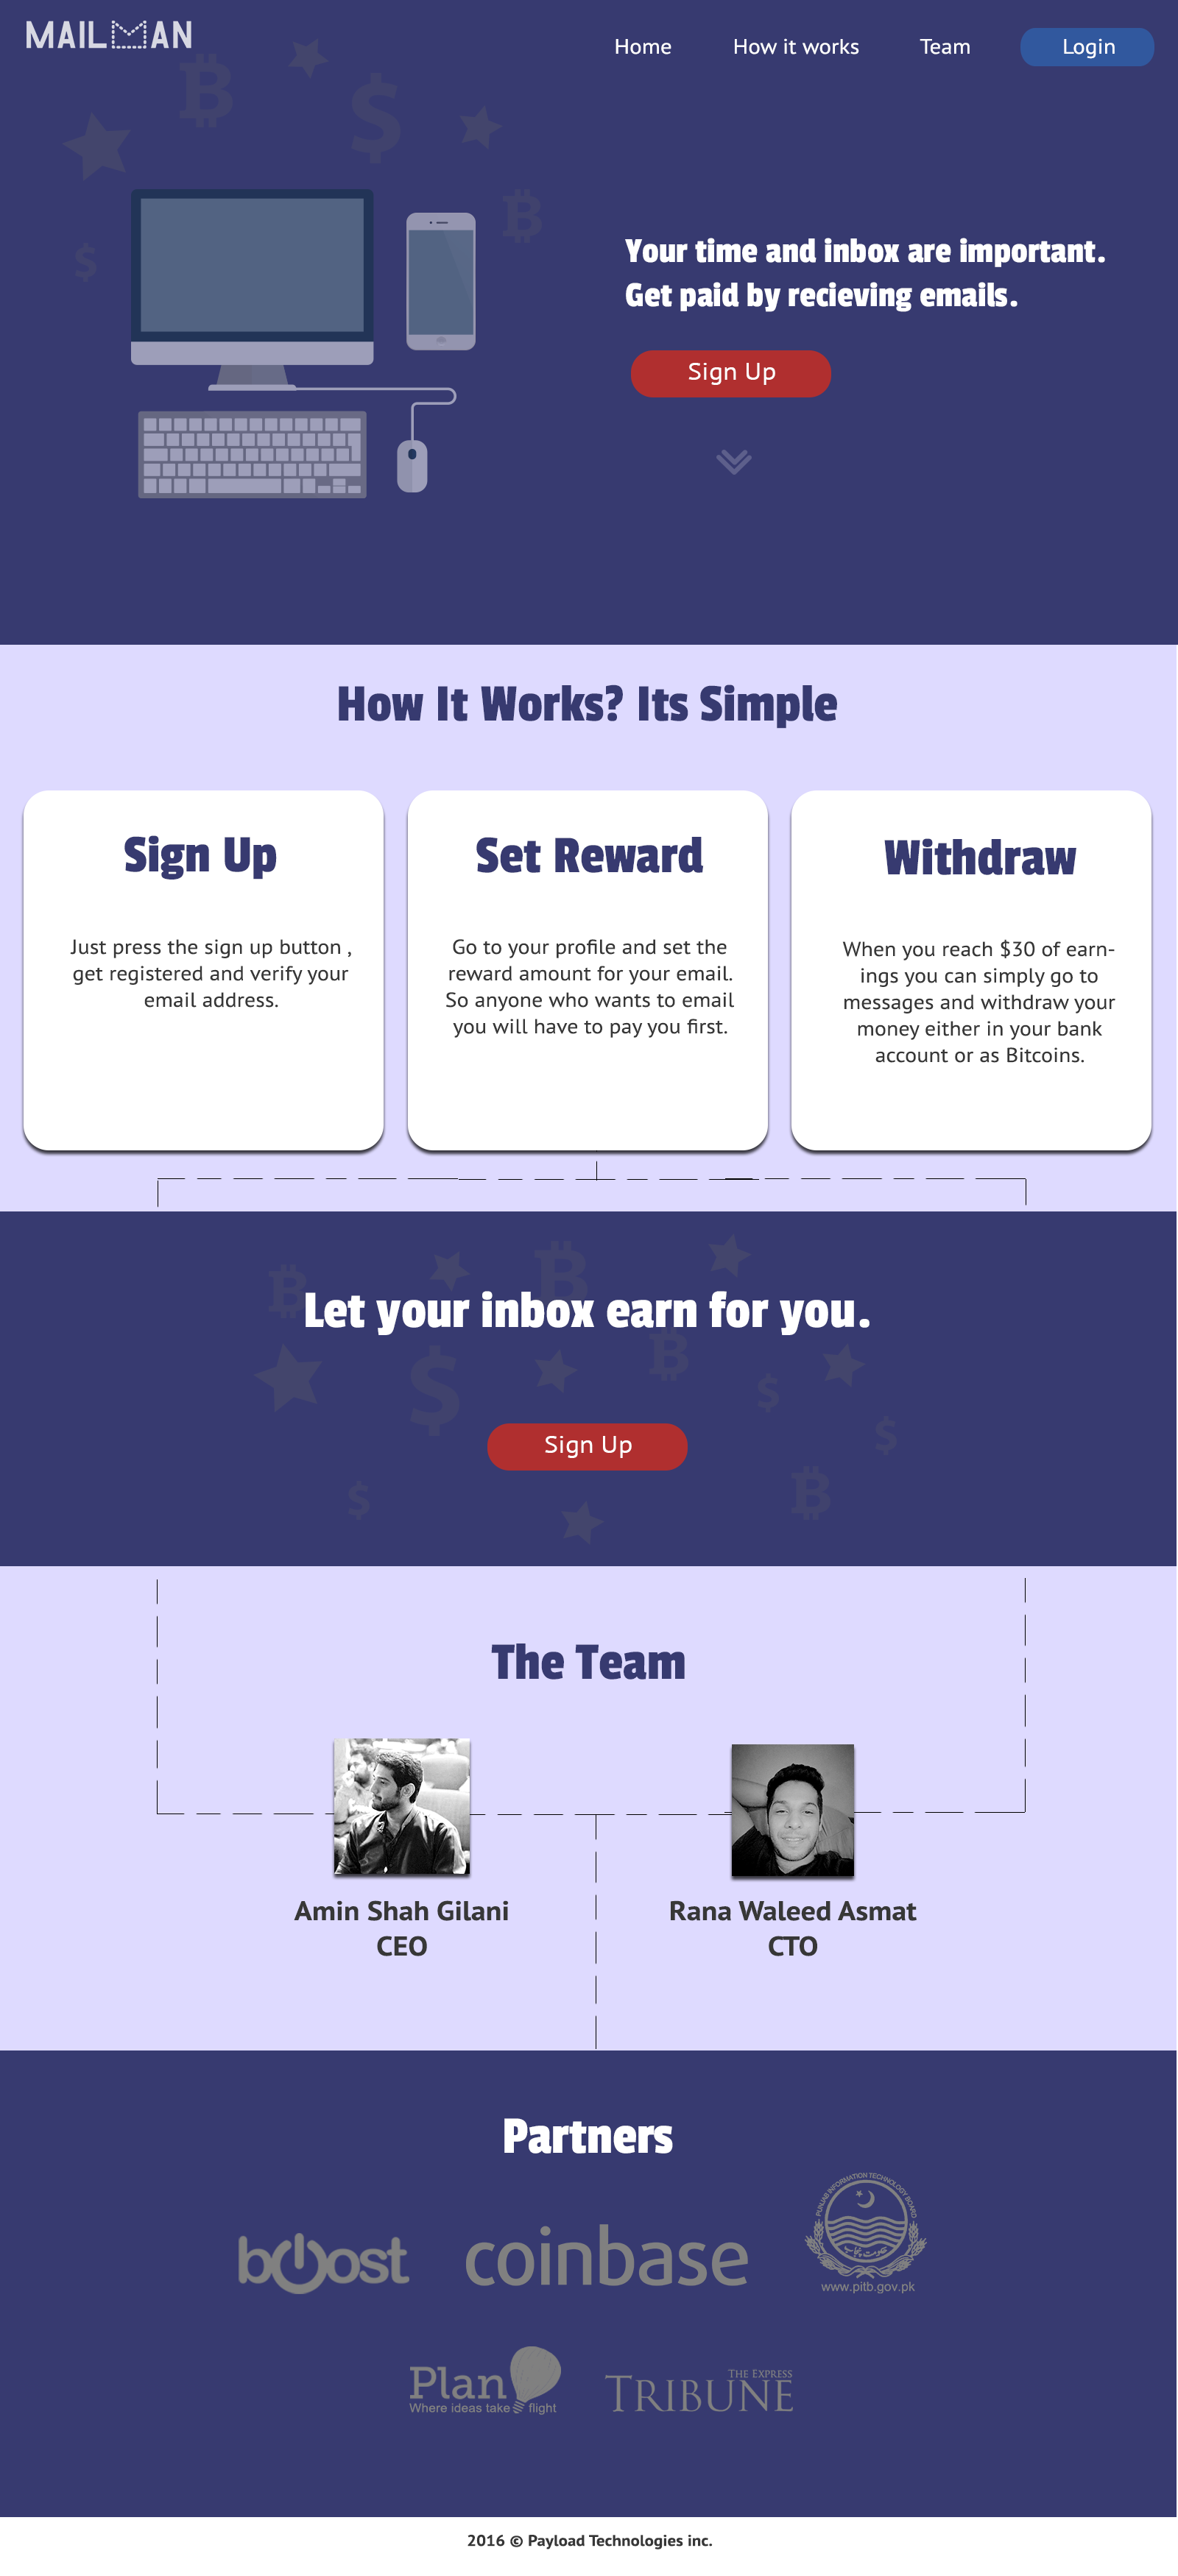 MAILMAN
Home
How it works
Team
Login
Your time and inbox are important.
Get paid by recieving emails.
Sign Up
How It Works? Its Simple
Sign Up
Just press the sign up button ,
get registered and verify your
email address.
Set Reward
Go to your profile and set the
reward amount for your email.
So anyone who wants to email
you will have to pay you first.
Withdraw
When you reach $30 of earn-
ings you can simply go to
messages and withdraw your
money either in your bank
account or as Bitcoins.
Let your inbox earn for you.
Sign Up
The Team
Amin Shah Gilani
CEO
Rana Waleed Asmat
CTO
Partners
boost
coinbase
PUNJAB INFORMATION TECHNOLOGY BOARD
www.pitb.gov.pk
Plan
Where ideas take flight
THE EXPRESS
TRIBUNE
2016 © Payload Technologies inc.